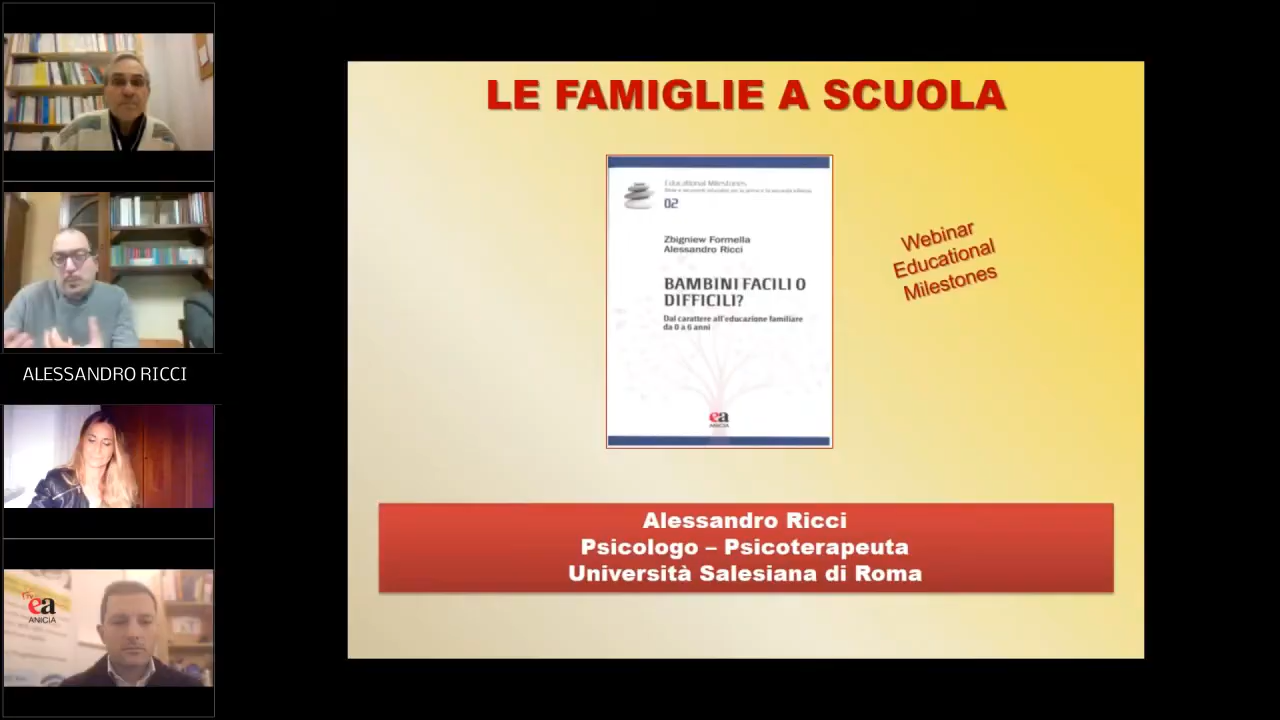 LE FAMIGLIE A SCUOLA
Educational Milestones
02
Zbigniew Formella
Alessandro Ricci
BAMBINI FACILI O
DIFFICILI?
Dal carattere all'educazione familiare
da 0 a 6 anni
ea
ANICIA
Webinar
Educational
Milestones
Alessandro Ricci
Psicologo – Psicoterapeuta
Università Salesiana di Roma
ALESSANDRO RICCI
ea
ANICIA